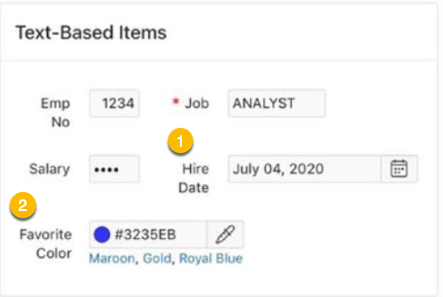 Text-Based Items
Emp No 1234 * Job ANALYST
1
Salary •••• Hire Date July 04, 2020
2
Favorite Color #3235EB
Maroon, Gold, Royal Blue